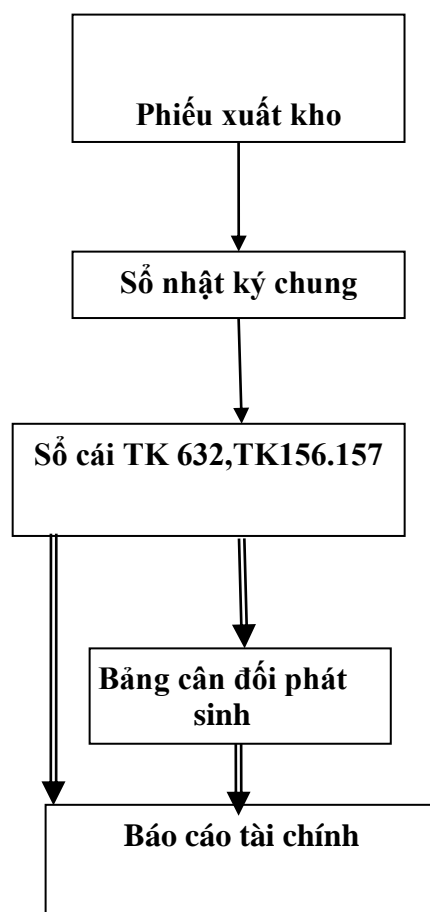 Phiếu xuất kho
Sổ nhật ký chung
Sổ cái TK 632,TK156.157
Bảng cân đối phát
sinh
Báo cáo tài chính